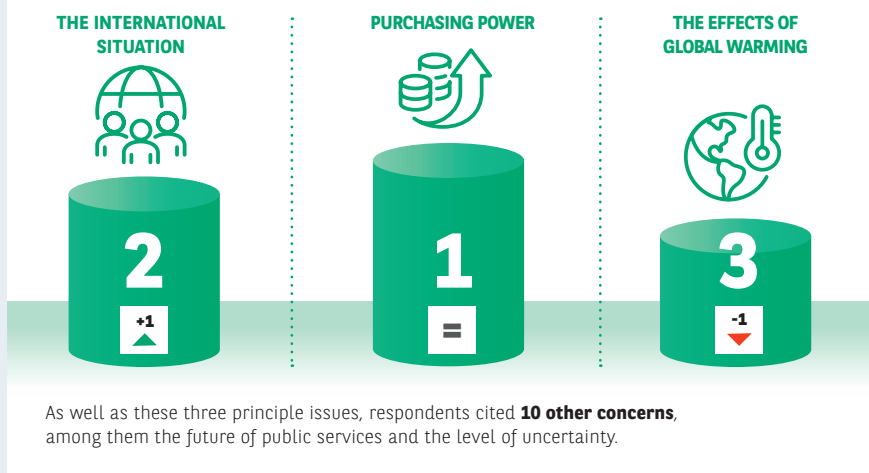 THE INTERNATIONAL
SITUATION
2
+1
PURCHASING POWER
1
=
THE EFFECTS OF
GLOBAL WARMING
3
-1
As well as these three principle issues, respondents cited 10 other concerns,
among them the future of public services and the level of uncertainty.